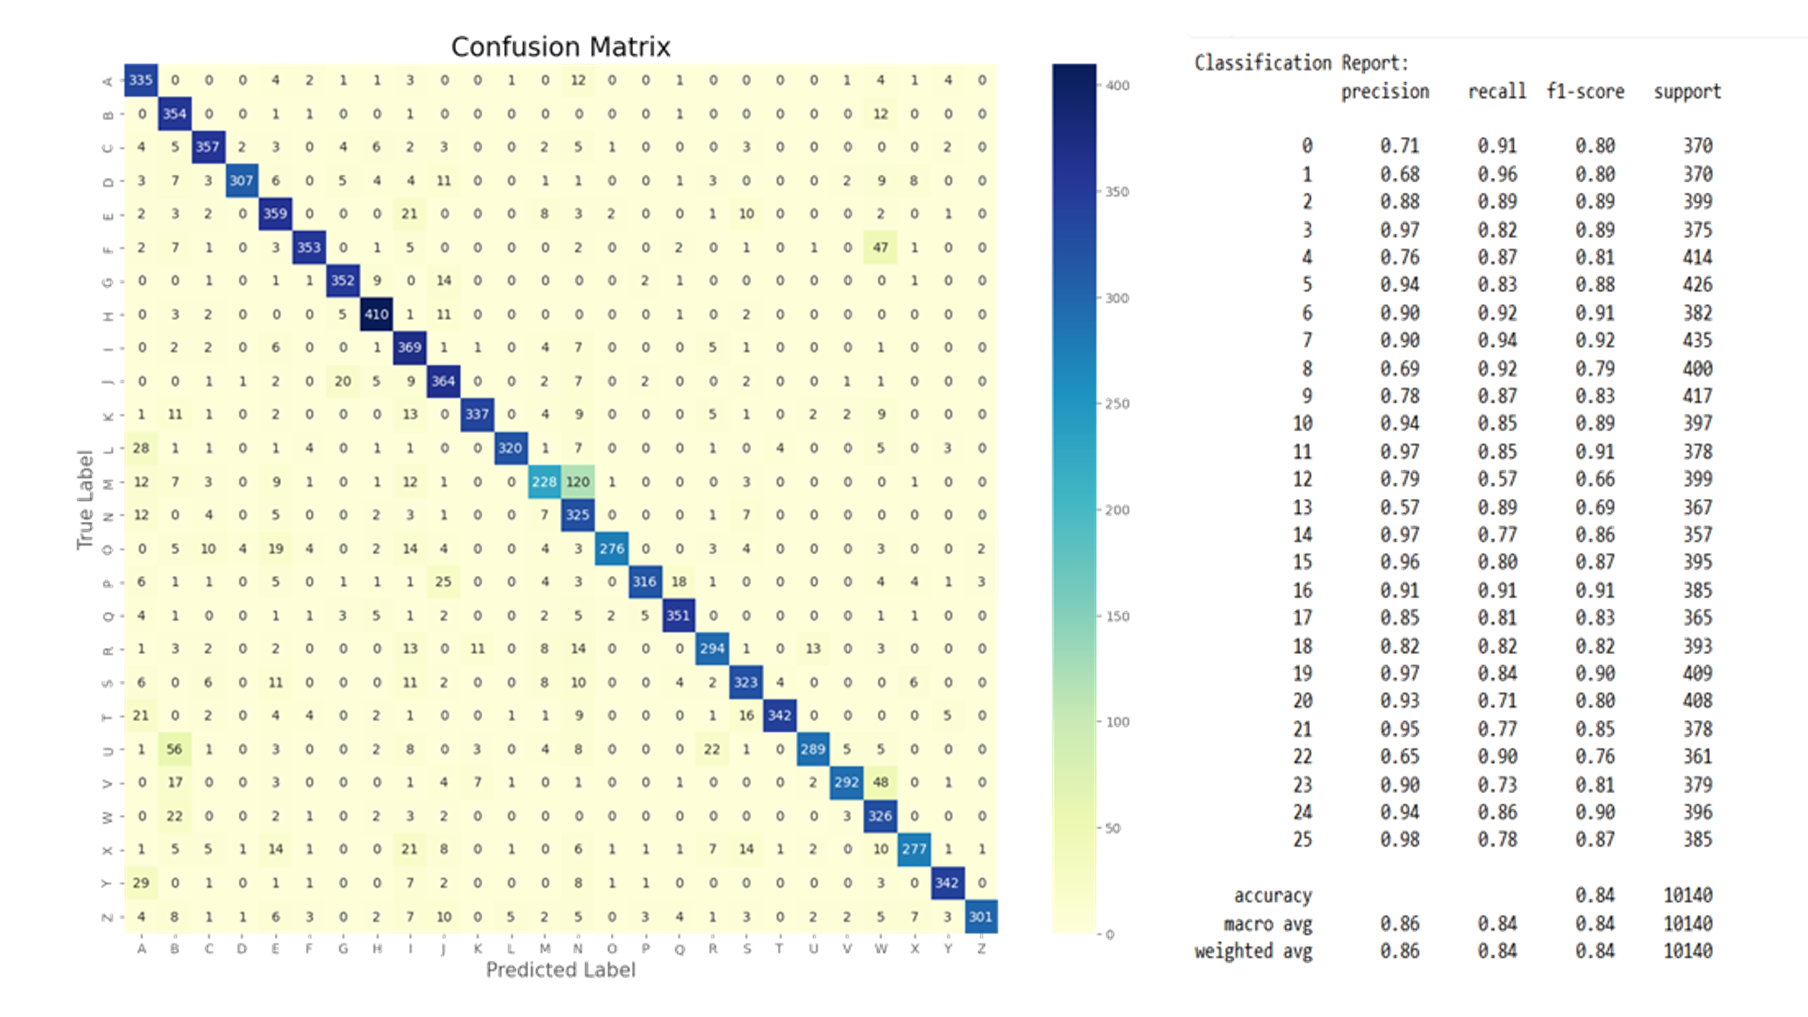 Confusion Matrix
True Label
A 335 0 0 0 4 2 1 1 3 0 0 1 0 12 0 0 1 0 0 0 0 1 4 1 4 0
B 0 354 0 0 1 1 0 0 1 0 0 0 0 0 0 0 1 0 0 0 0 0 12 0 0 0
C 4 5 357 2 3 0 4 6 2 3 0 0 2 5 1 0 0 0 3 0 0 0 0 0 2 0
D 3 7 3 307 6 0 5 4 4 11 0 0 1 1 0 0 1 3 0 0 0 2 9 8 0 0
E 2 3 2 0 359 0 0 0 21 0 0 0 8 3 2 0 0 1 10 0 0 0 2 0 1 0
F 2 7 1 0 3 353 0 1 5 0 0 0 0 2 0 0 2 0 1 0 1 0 47 1 0 0
G 0 0 1 0 1 1 352 9 0 14 0 0 0 0 0 2 1 0 0 0 0 0 0 1 0 0
H 0 3 2 0 0 0 5 410 1 11 0 0 0 0 0 0 1 0 2 0 0 0 0 0 0 0
I 0 2 2 0 6 0 0 1 369 1 1 0 4 7 0 0 0 5 1 0 0 0 1 0 0 0
J 0 0 1 1 2 0 20 5 9 364 0 0 2 7 0 2 0 0 2 0 0 1 1 0 0 0
K 1 11 1 0 2 0 0 0 13 0 337 0 4 9 0 0 0 5 1 0 2 2 9 0 0 0
L 28 1 1 0 1 4 0 1 1 0 0 320 1 7 0 0 0 1 0 4 0 0 5 0 3 0
M 12 7 3 0 9 1 0 1 12 1 0 0 228 120 1 0 0 0 3 0 0 0 0 1 0 0
N 12 0 4 0 5 0 0 2 3 1 0 0 7 325 0 0 0 1 7 0 0 0 0 0 0 0
O 0 5 10 4 19 4 0 2 14 4 0 0 4 3 276 0 0 3 4 0 0 0 3 0 0 2
P 6 1 1 0 5 0 1 1 1 25 0 0 4 3 0 316 18 1 0 0 0 0 4 4 1 3
Q 4 1 0 0 1 1 3 5 1 2 0 0 2 5 2 5 351 0 0 0 0 0 1 1 0 0
R 1 3 2 0 2 0 0 0 13 0 11 0 8 14 0 0 0 294 1 0 13 0 3 0 0 0
S 6 0 6 0 11 0 0 0 11 2 0 0 8 10 0 0 4 2 323 4 0 0 0 6 0 0
T 21 0 2 0 4 4 0 2 1 0 0 1 1 9 0 0 0 1 16 342 0 0 0 0 5 0
U 1 56 1 0 3 0 0 2 8 0 3 0 4 8 0 0 0 22 1 0 289 5 5 0 0 0
V 0 17 0 0 3 0 0 0 1 4 7 1 0 1 0 0 1 0 0 0 2 292 48 0 1 0
W 0 22 0 0 2 1 0 2 3 2 0 0 0 0 0 0 0 0 0 0 0 3 326 0 0 0
X 1 5 5 1 14 1 0 0 21 8 0 1 0 6 1 1 1 7 14 1 2 0 10 277 1 1
Y 29 0 1 0 1 1 0 0 7 2 0 0 0 8 1 1 0 0 0 0 0 0 3 0 342 0
Z 4 8 1 1 6 3 0 2 7 10 0 5 2 5 0 3 4 1 3 0 2 2 5 7 3 301
A B C D E F G H I J K L M N O P Q R S T U V W X Y Z
Predicted Label
400
350
300
250
200
150
100
50
0
Classification Report:
precision recall f1-score support
0 0.71 0.91 0.80 370
1 0.68 0.96 0.80 370
2 0.88 0.89 0.89 399
3 0.97 0.82 0.89 375
4 0.76 0.87 0.81 414
5 0.94 0.83 0.88 426
6 0.90 0.92 0.91 382
7 0.90 0.94 0.92 435
8 0.69 0.92 0.79 400
9 0.78 0.87 0.83 417
10 0.94 0.85 0.89 397
11 0.97 0.85 0.91 378
12 0.79 0.57 0.66 399
13 0.57 0.89 0.69 367
14 0.97 0.77 0.86 357
15 0.96 0.80 0.87 395
16 0.91 0.91 0.91 385
17 0.85 0.81 0.83 365
18 0.82 0.82 0.82 393
19 0.97 0.84 0.90 409
20 0.93 0.71 0.80 408
21 0.95 0.77 0.85 378
22 0.65 0.90 0.76 361
23 0.90 0.73 0.81 379
24 0.94 0.86 0.90 396
25 0.98 0.78 0.87 385
accuracy 0.84 10140
macro avg 0.86 0.84 0.84 10140
weighted avg 0.86 0.84 0.84 10140